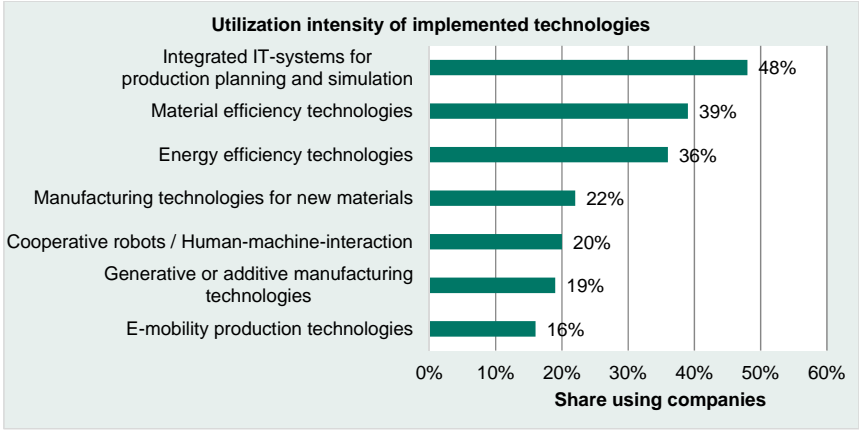 Utilization intensity of implemented technologies
Integrated IT-systems for
production planning and simulation
48%
Material efficiency technologies
39%
Energy efficiency technologies
36%
Manufacturing technologies for new materials
22%
Cooperative robots / Human-machine-interaction
20%
Generative or additive manufacturing
technologies
19%
E-mobility production technologies
16%
0% 10% 20% 30% 40% 50% 60%
Share using companies